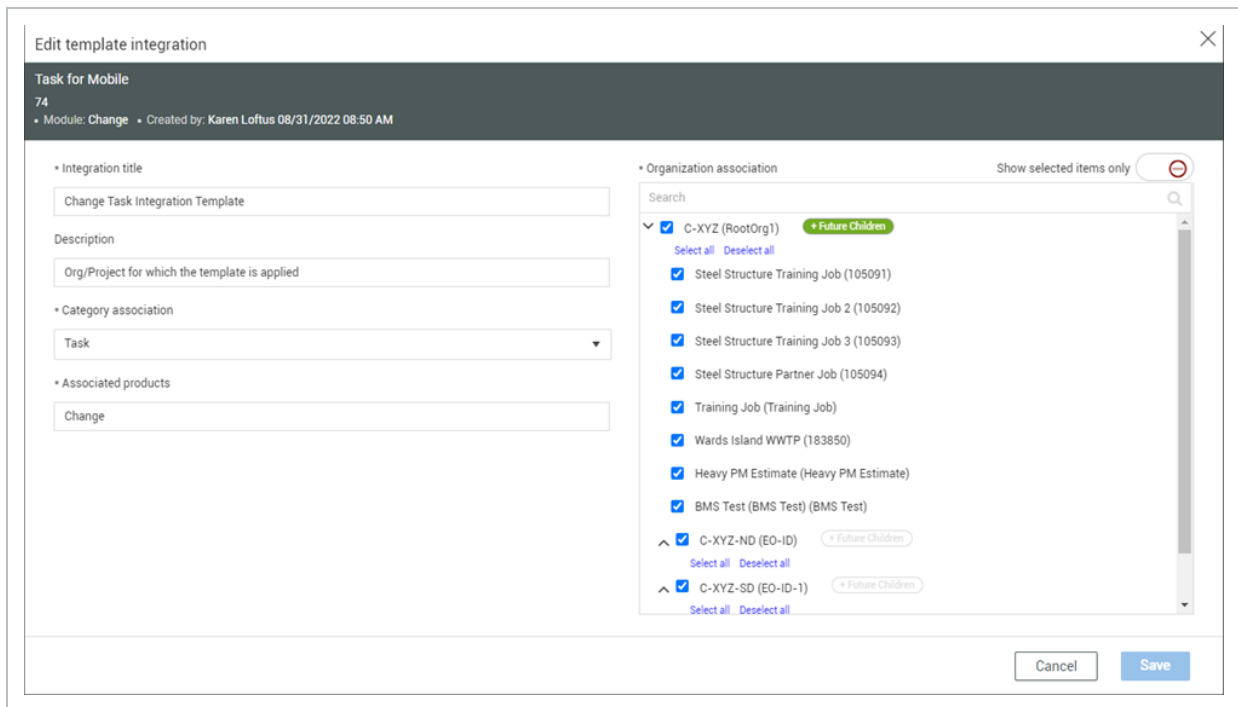 Edit template integration
Task for Mobile
74
• Module: Change • Created by: Karen Loftus 08/31/2022 08:50 AM
• Integration title
Change Task Integration Template
Description
Org/Project for which the template is applied
• Category association
Task
• Associated products
Change
• Organization association
Show selected items only
Search
C-XYZ (RootOrg1) + Future Children
Select all Deselect all
Steel Structure Training Job (105091)
Steel Structure Training Job 2 (105092)
Steel Structure Training Job 3 (105093)
Steel Structure Partner Job (105094)
Training Job (Training Job)
Wards Island WWTP (183850)
Heavy PM Estimate (Heavy PM Estimate)
BMS Test (BMS Test) (BMS Test)
C-XYZ-ND (EO-ID) + Future Children
Select all Deselect all
C-XYZ-SD (EO-ID-1) + Future Children
Select all Deselect all
Cancel Save